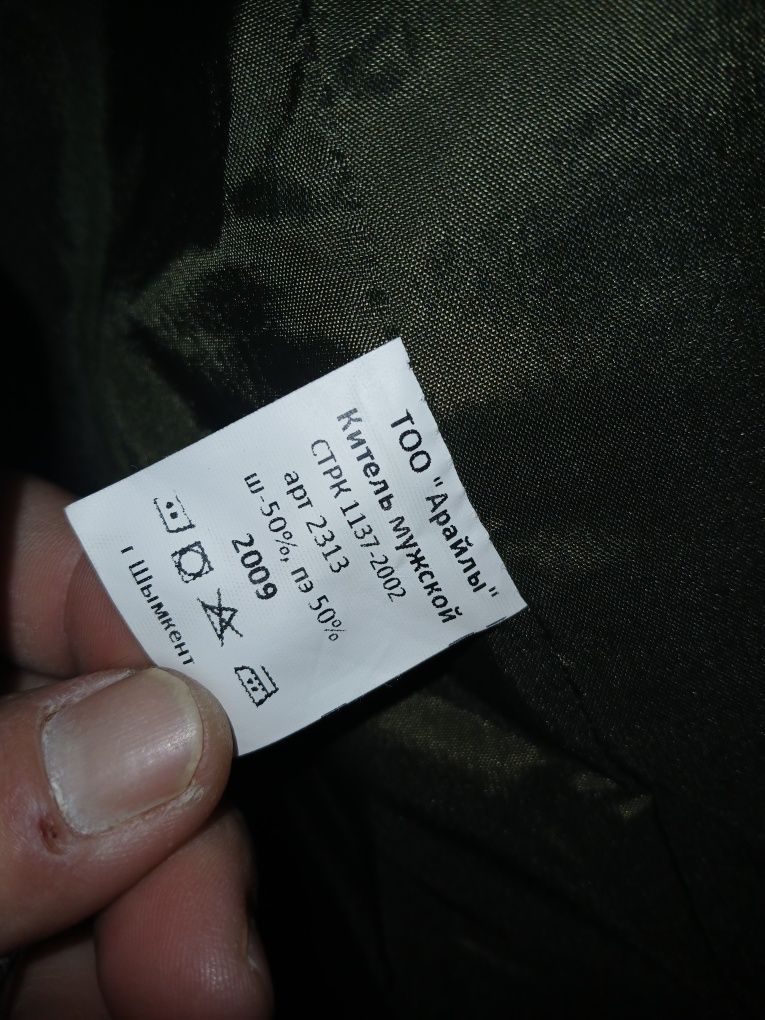 ТОО "Арайлы"
Китель мужской
СТРК 1137-2002
арт 2313
ш-50%, пэ 50%
2009
г Шымкент